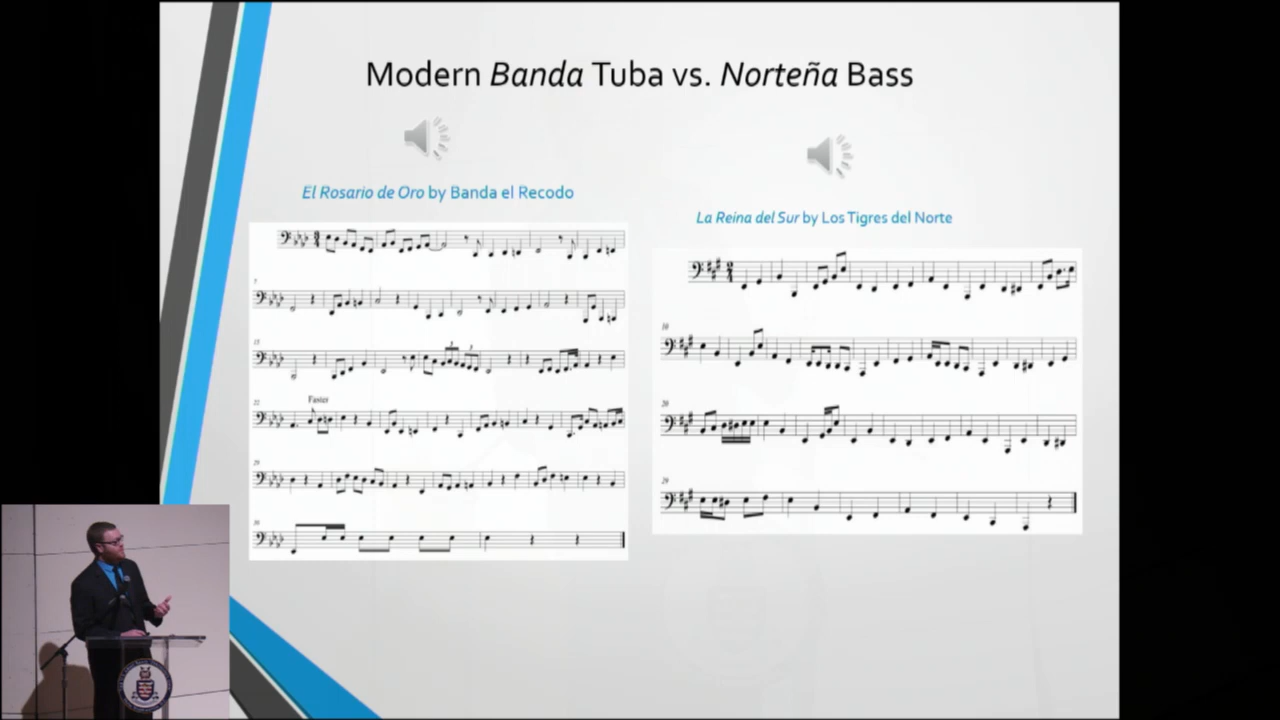 Modern Banda Tuba vs. Norteña Bass
El Rosario de Oro by Banda el Recodo
La Reina del Sur by Los Tigres del Norte
Faster